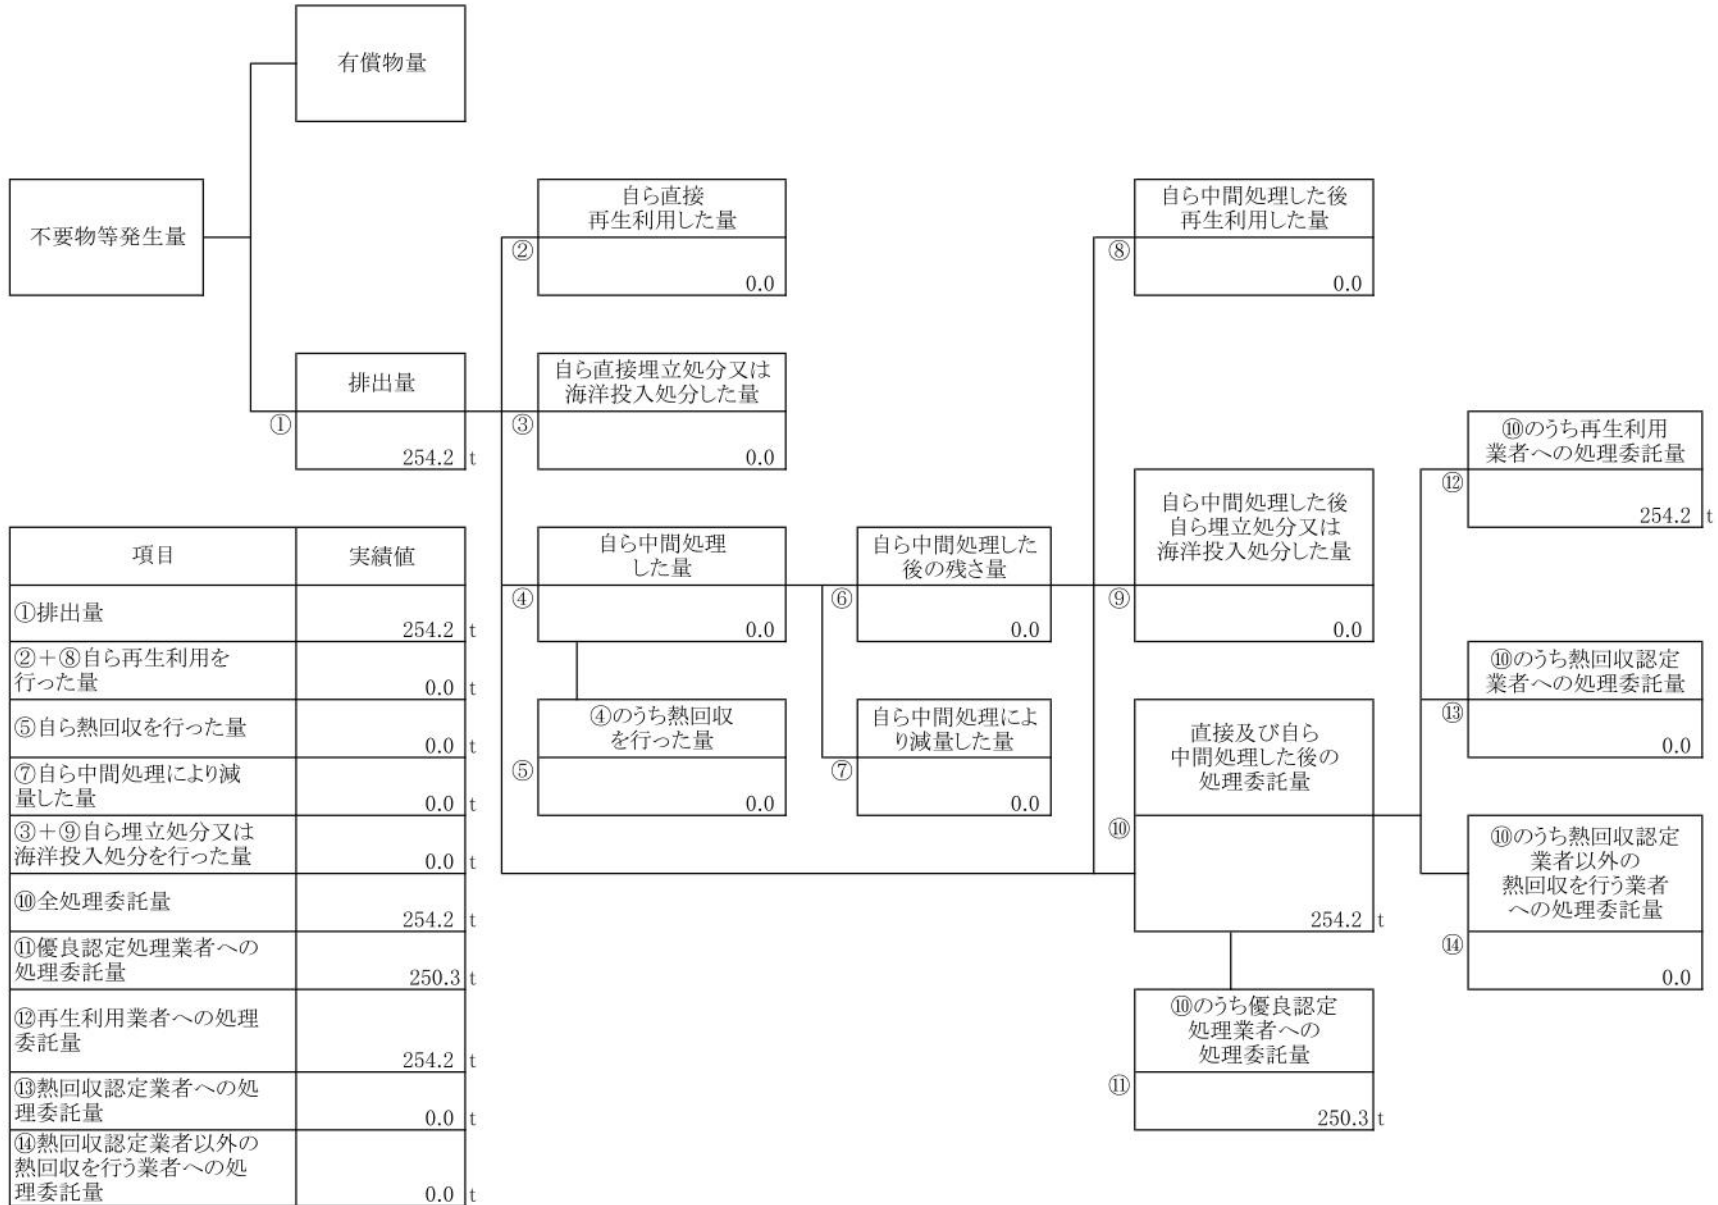 有償物量
不要物等発生量
自ら直接
再生利用した量
②
0.0
自ら中間処理した後
再生利用した量
⑧
0.0
排出量
①
254.2 t
自ら直接埋立処分又は
海洋投入処分した量
③
0.0
⑩のうち再生利用
業者への処理委託量
⑫
254.2 t
自ら中間処理
した量
④
0.0
自ら中間処理した
後の残さ量
⑥
0.0
自ら中間処理した後
自ら埋立処分又は
海洋投入処分した量
⑨
0.0
⑩のうち熱回収認定
業者への処理委託量
⑬
0.0
④のうち熱回収
を行った量
⑤
0.0
自ら中間処理によ
り減量した量
⑦
0.0
直接及び自ら
中間処理した後の
処理委託量
⑩
254.2 t
⑩のうち熱回収認定
業者以外の
熱回収を行う業者
への処理委託量
⑭
0.0
⑩のうち優良認定
処理業者への
処理委託量
⑪
250.3 t
項目 実績値
①排出量
254.2 t
②+⑧自ら再生利用を
行った量
0.0 t
⑤自ら熱回収を行った量
0.0 t
⑦自ら中間処理により減
量した量
0.0 t
③+⑨自ら埋立処分又は
海洋投入処分を行った量
0.0 t
⑩全処理委託量
254.2 t
⑪優良認定処理業者への
処理委託量
250.3 t
⑫再生利用業者への処理
委託量
254.2 t
⑬熱回収認定業者への処
理委託量
0.0 t
⑭熱回収認定業者以外の
熱回収を行う業者への処
理委託量
0.0 t